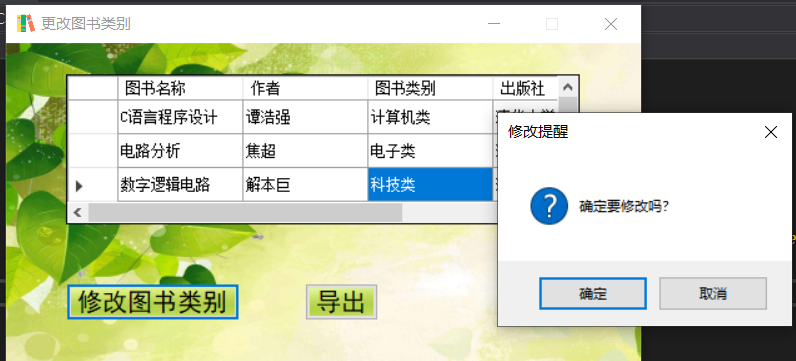 更改图书类别
图书名称 作者 图书类别 出版社
C语言程序设计 谭浩强 计算机类
电路分析 焦超 电子类
数字逻辑电路 解本巨 科技类
修改图书类别 导出
修改提醒
确定要修改吗?
确定 取消